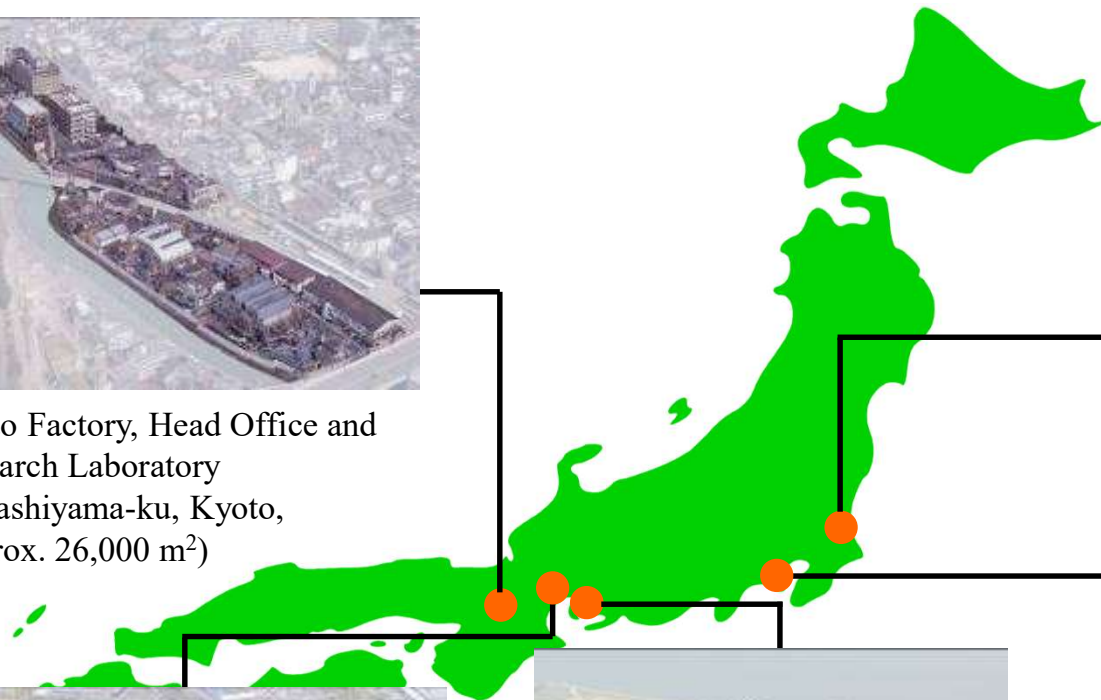 o Factory, Head Office and
arch Laboratory
ashiyama-ku, Kyoto,
rox. 26,000 m²)